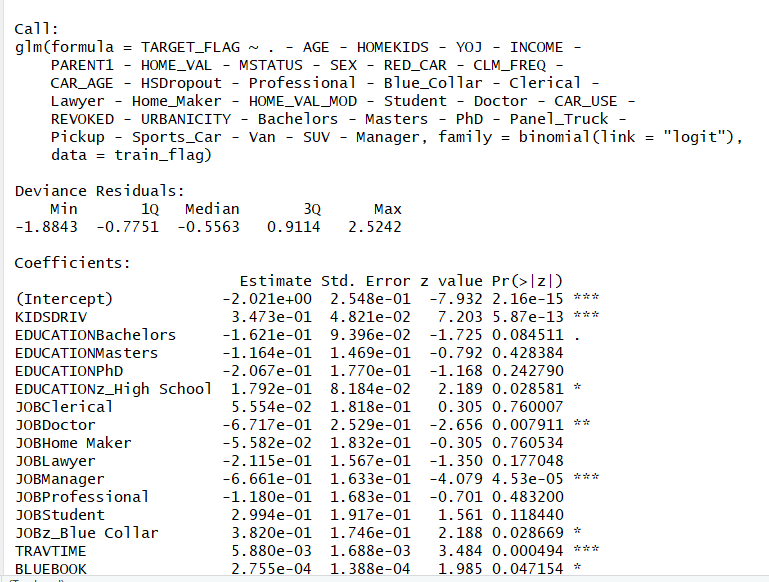 Call:
glm(formula = TARGET_FLAG ~ . - AGE - HOMEKIDS - YOJ - INCOME -
    PARENT1 - HOME_VAL - MSTATUS - SEX - RED_CAR - CLM_FREQ -
    CAR_AGE - HSDropout - Professional - Blue_Collar - Clerical -
    Lawyer - Home_Maker - HOME_VAL_MOD - Student - Doctor - CAR_USE -
    REVOKED - URBANICITY - Bachelors - Masters - PhD - Panel_Truck -
    Pickup - Sports_Car - Van - SUV - Manager, family = binomial(link = "logit"),
    data = train_flag)
Deviance Residuals:
    Min      1Q  Median      3Q     Max
-1.8843 -0.7751 -0.5563  0.9114  2.5242
Coefficients:
                       Estimate Std. Error z value Pr(>|z|)
(Intercept)          -2.021e+00  2.548e-01  -7.932 2.16e-15 ***
KIDSDRIV              3.473e-01  4.821e-02   7.203 5.87e-13 ***
EDUCATIONBachelors   -1.621e-01  9.396e-02  -1.725 0.084511 .
EDUCATIONMasters     -1.164e-01  1.469e-01  -0.792 0.428384
EDUCATIONPhD         -2.067e-01  1.770e-01  -1.168 0.242790
EDUCATIONz_High School  1.792e-01  8.184e-02   2.189 0.028581 *
JOBClerical           5.554e-02  1.818e-01   0.305 0.760007
JOBDoctor            -6.717e-01  2.529e-01  -2.656 0.007911 **
JOBHome Maker        -5.582e-02  1.832e-01  -0.305 0.760534
JOBLawyer            -2.115e-01  1.567e-01  -1.350 0.177048
JOBManager           -6.661e-01  1.633e-01  -4.079 4.53e-05 ***
JOBProfessional      -1.180e-01  1.683e-01  -0.701 0.483200
JOBStudent            2.994e-01  1.917e-01   1.561 0.118440
JOBz_Blue Collar      3.820e-01  1.746e-01   2.188 0.028669 *
TRAVTIME              5.880e-03  1.688e-03   3.484 0.000494 ***
BLUEBOOK              2.755e-04  1.388e-04   1.985 0.047154 *